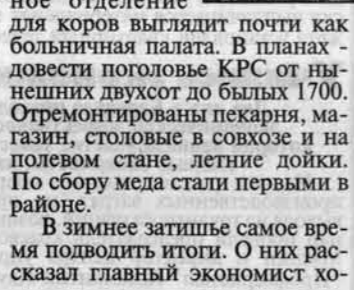 ное отделение
для коров выглядит почти как
больничная палата. В планах -
довести поголовье КРС от ны-
нешних двухсот до былых 1700.
Отремонтированы пекарня, ма-
газин, столовые в совхозе и на
полевом стане, летние дойки.
По сбору меда стали первыми в
районе.
В зимнее затишье самое вре-
мя подводить итоги. О них рас-
сказал главный экономист хо-